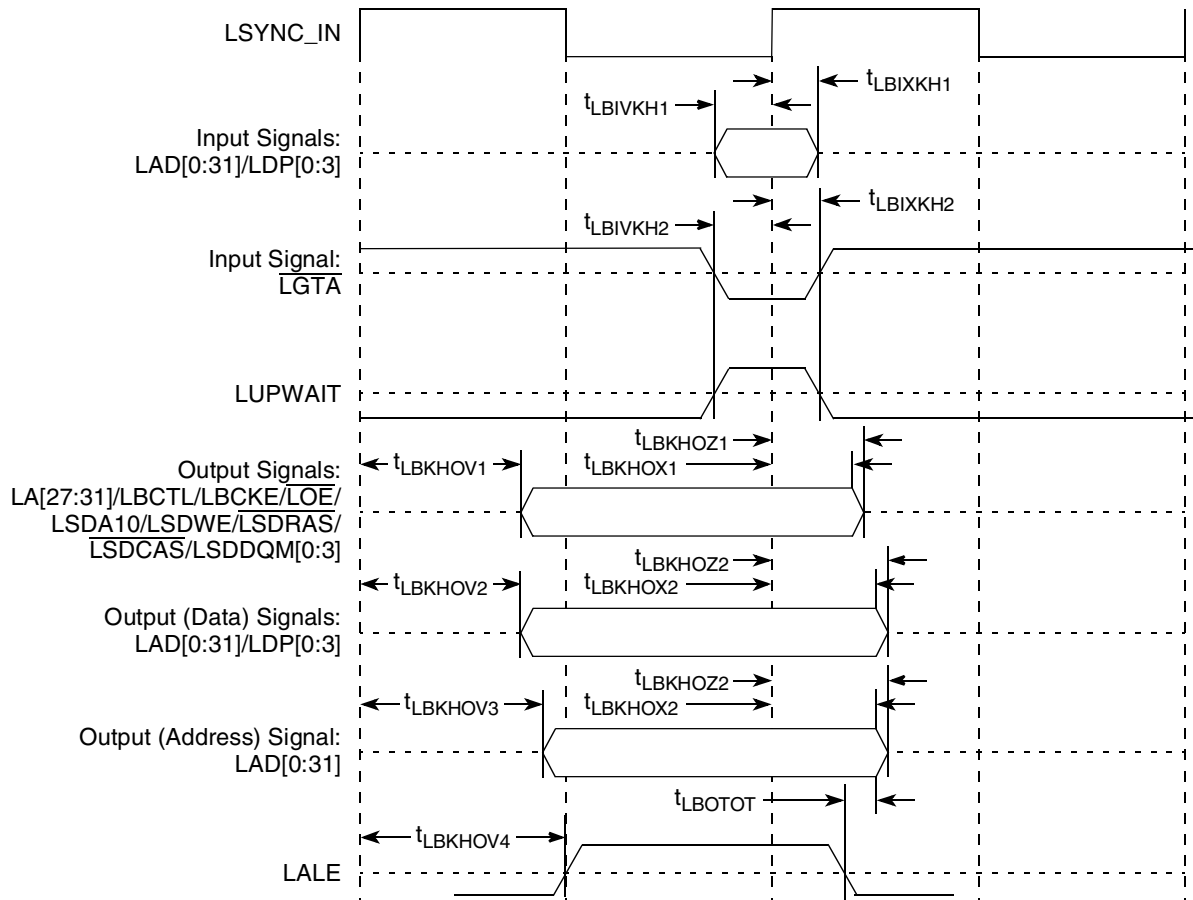 LSYNC_IN
tLBIXKH1
tLBIVKH1
Input Signals:
LAD[0:31]/LDP[0:3]
tLBIXKH2
tLBIVKH2
Input Signal:
LGTA
LUPWAIT
tLBKHOZ1
tLBKHOV1
tLBKHOX1
Output Signals:
LA[27:31]/LBCTL/LBCKE/LOE/
LSDA10/LSDWE/LSDRAS/
LSDCAS/LSDDQM[0:3]
tLBKHOZ2
tLBKHOV2
tLBKHOX2
Output (Data) Signals:
LAD[0:31]/LDP[0:3]
tLBKHOZ2
tLBKHOV3
tLBKHOX2
Output (Address) Signal:
LAD[0:31]
tLBOTOT
tLBKHOV4
LALE